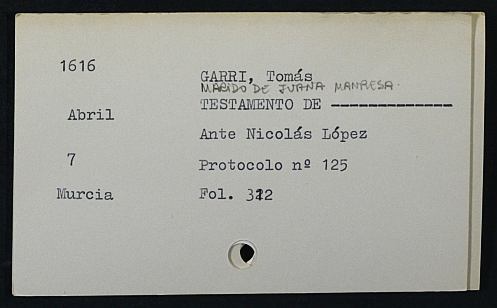 1616
GARRI, Tomás
MARIDO DE JUANA MANRESA.
Abril
TESTAMENTO DE -------------
Ante Nicolás López
7
Protocolo nº 125
Murcia
Fol. 312